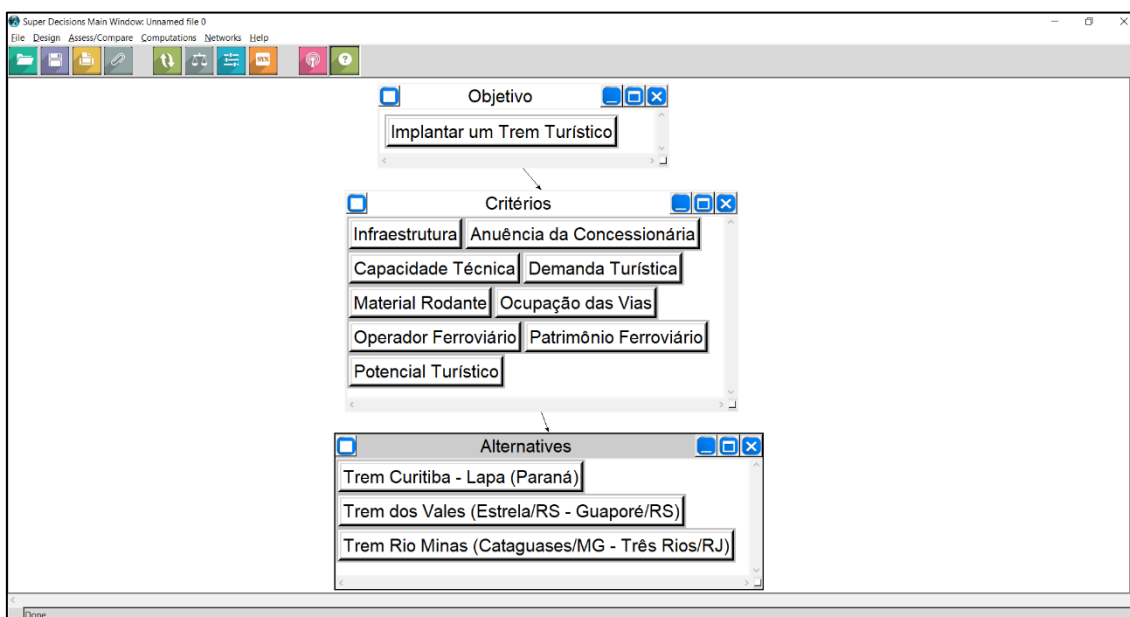 Super Decisions Main Window: Unnamed file 0
File Design Assess/Compare Computations Networks Help
Objetivo
Implantar um Trem Turístico
Critérios
Infraestrutura Anuência da Concessionária
Capacidade Técnica Demanda Turística
Material Rodante Ocupação das Vias
Operador Ferroviário Patrimônio Ferroviário
Potencial Turístico
Alternatives
Trem Curitiba - Lapa (Paraná)
Trem dos Vales (Estrela/RS - Guaporé/RS)
Trem Rio Minas (Cataguases/MG - Três Rios/RJ)
Done